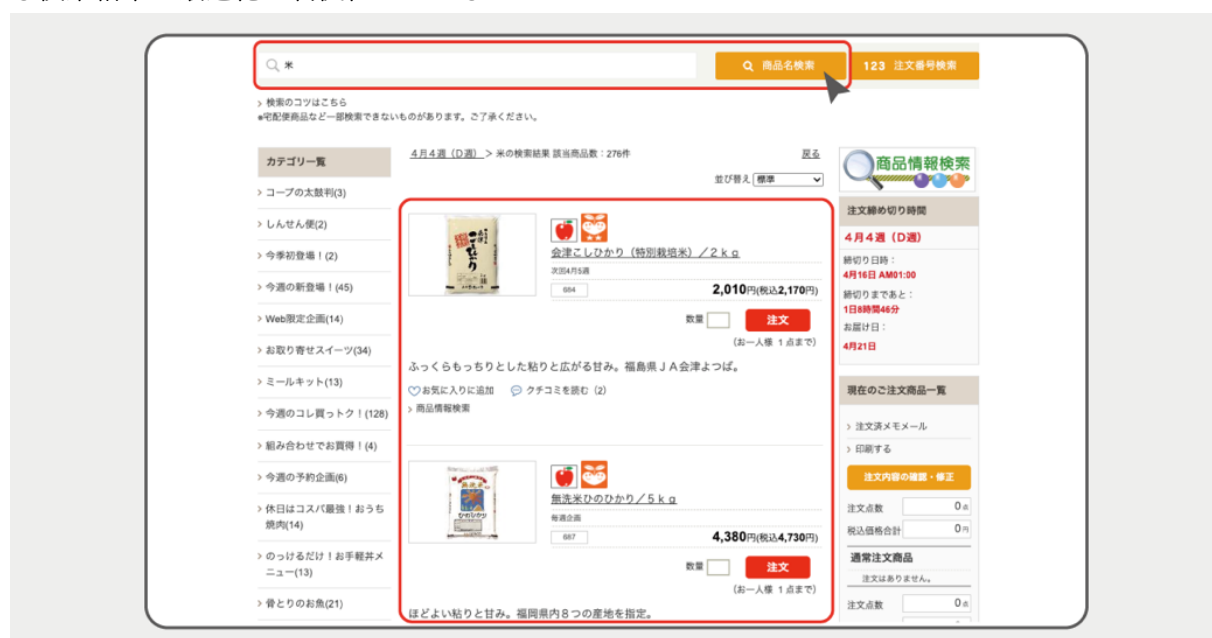 米
商品名検索
123 注文番号検索
> 検索のコツはこちら
●宅配便商品など一部検索できないものがあります。ご了承ください。
カテゴリ一覧
> コープの太鼓判(3)
> しんせん便(2)
> 今季初登場！(2)
> 今週の新登場！(45)
> Web限定企画(14)
> お取り寄せスイーツ(34)
> ミールキット(13)
> 今週のコレ買っトク！(128)
> 組み合わせでお買得！(4)
> 今週の予約企画(6)
> 休日はコスパ最強！おうち
焼肉(14)
> のっけるだけ！お手軽丼メ
ニュー(13)
> 骨とりのお魚(21)
4月4週（D週） > 米の検索結果 該当商品数：276件
戻る
並び替え 標準
会津こしひかり（特別栽培米）／2ｋｇ
次回4月5週
684
2,010円(税込2,170円)
数量
注文
(お一人様 1点まで)
ふっくらもっちりとした粘りと広がる甘み。福島県ＪＡ会津よつば。
お気に入りに追加 クチコミを読む（2）
> 商品情報検索
無洗米
ひのひかり
無洗米ひのひかり／5ｋｇ
毎週企画
687
4,380円(税込4,730円)
数量
注文
(お一人様 1点まで)
ほどよい粘りと甘み。福岡県内８つの産地を指定。
商品情報検索
注文締め切り時間
4月4週（D週）
締切り日時：
4月16日 AM01:00
締切りまであと：
1日8時間46分
お届け日：
4月21日
現在のご注文商品一覧
> 注文済メモメール
> 印刷する
注文内容の確認・修正
注文点数 0点
税込価格合計 0円
通常注文商品
注文はありません。
注文点数 0点